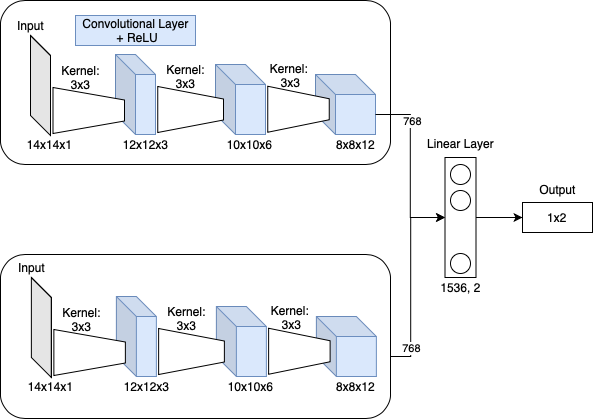 Input
Convolutional Layer
+ ReLU
Kernel:
3x3
Kernel:
3x3
Kernel:
3x3
14x14x1
12x12x3
10x10x6
8x8x12
768
Linear Layer
1536, 2
Output
1x2
Input
Kernel:
3x3
Kernel:
3x3
Kernel:
3x3
14x14x1
12x12x3
10x10x6
8x8x12
768